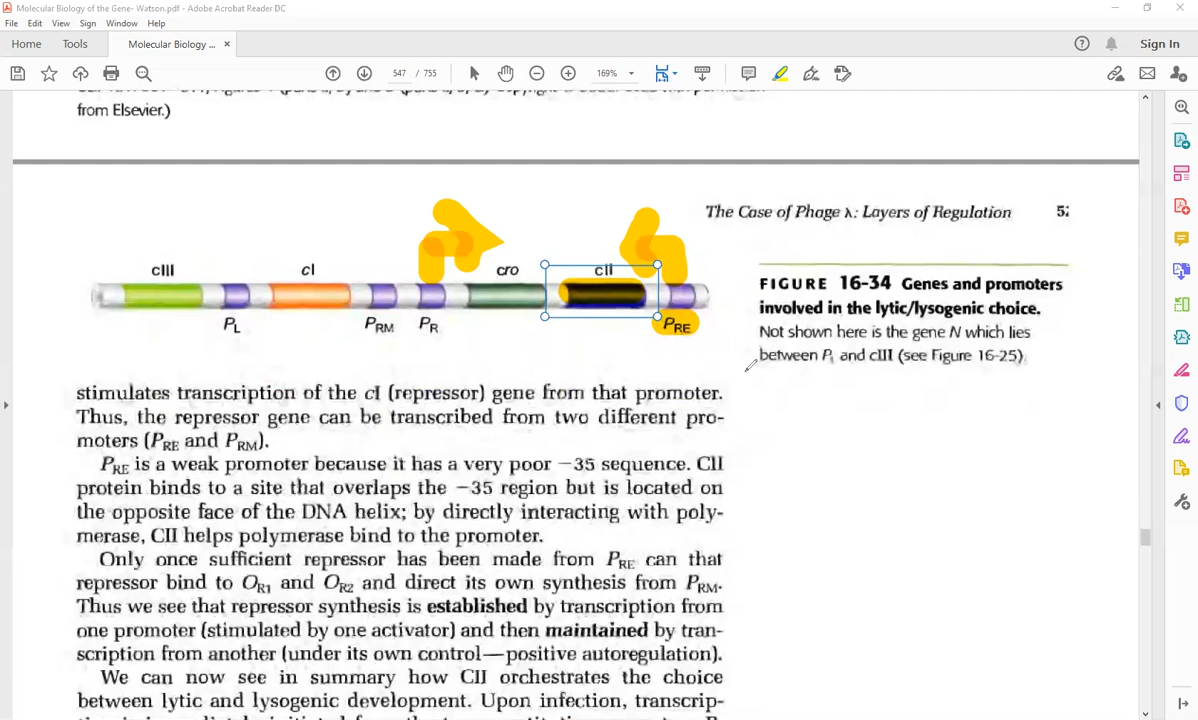 Molecular Biology of the Gene- Watson.pdf - Adobe Acrobat Reader DC
File Edit View Sign Window Help
Home Tools Molecular Biology ... × ? Sign In
547 / 755 169%
from Elsevier.)
The Case of Phage λ: Layers of Regulation
cIII cI cro cII
PL PRM PR PRE
FIGURE 16-34 Genes and promoters
involved in the lytic/lysogenic choice.
Not shown here is the gene N which lies
between PL and cIII (see Figure 16-25).
stimulates transcription of the cI (repressor) gene from that promoter.
Thus, the repressor gene can be transcribed from two different pro-
moters (PRE and PRM).
PRE is a weak promoter because it has a very poor −35 sequence. CII
protein binds to a site that overlaps the −35 region but is located on
the opposite face of the DNA helix; by directly interacting with poly-
merase, CII helps polymerase bind to the promoter.
Only once sufficient repressor has been made from PRE can that
repressor bind to OR1 and OR2 and direct its own synthesis from PRM.
Thus we see that repressor synthesis is established by transcription from
one promoter (stimulated by one activator) and then maintained by tran-
scription from another (under its own control—positive autoregulation).
We can now see in summary how CII orchestrates the choice
between lytic and lysogenic development. Upon infection, transcrip-